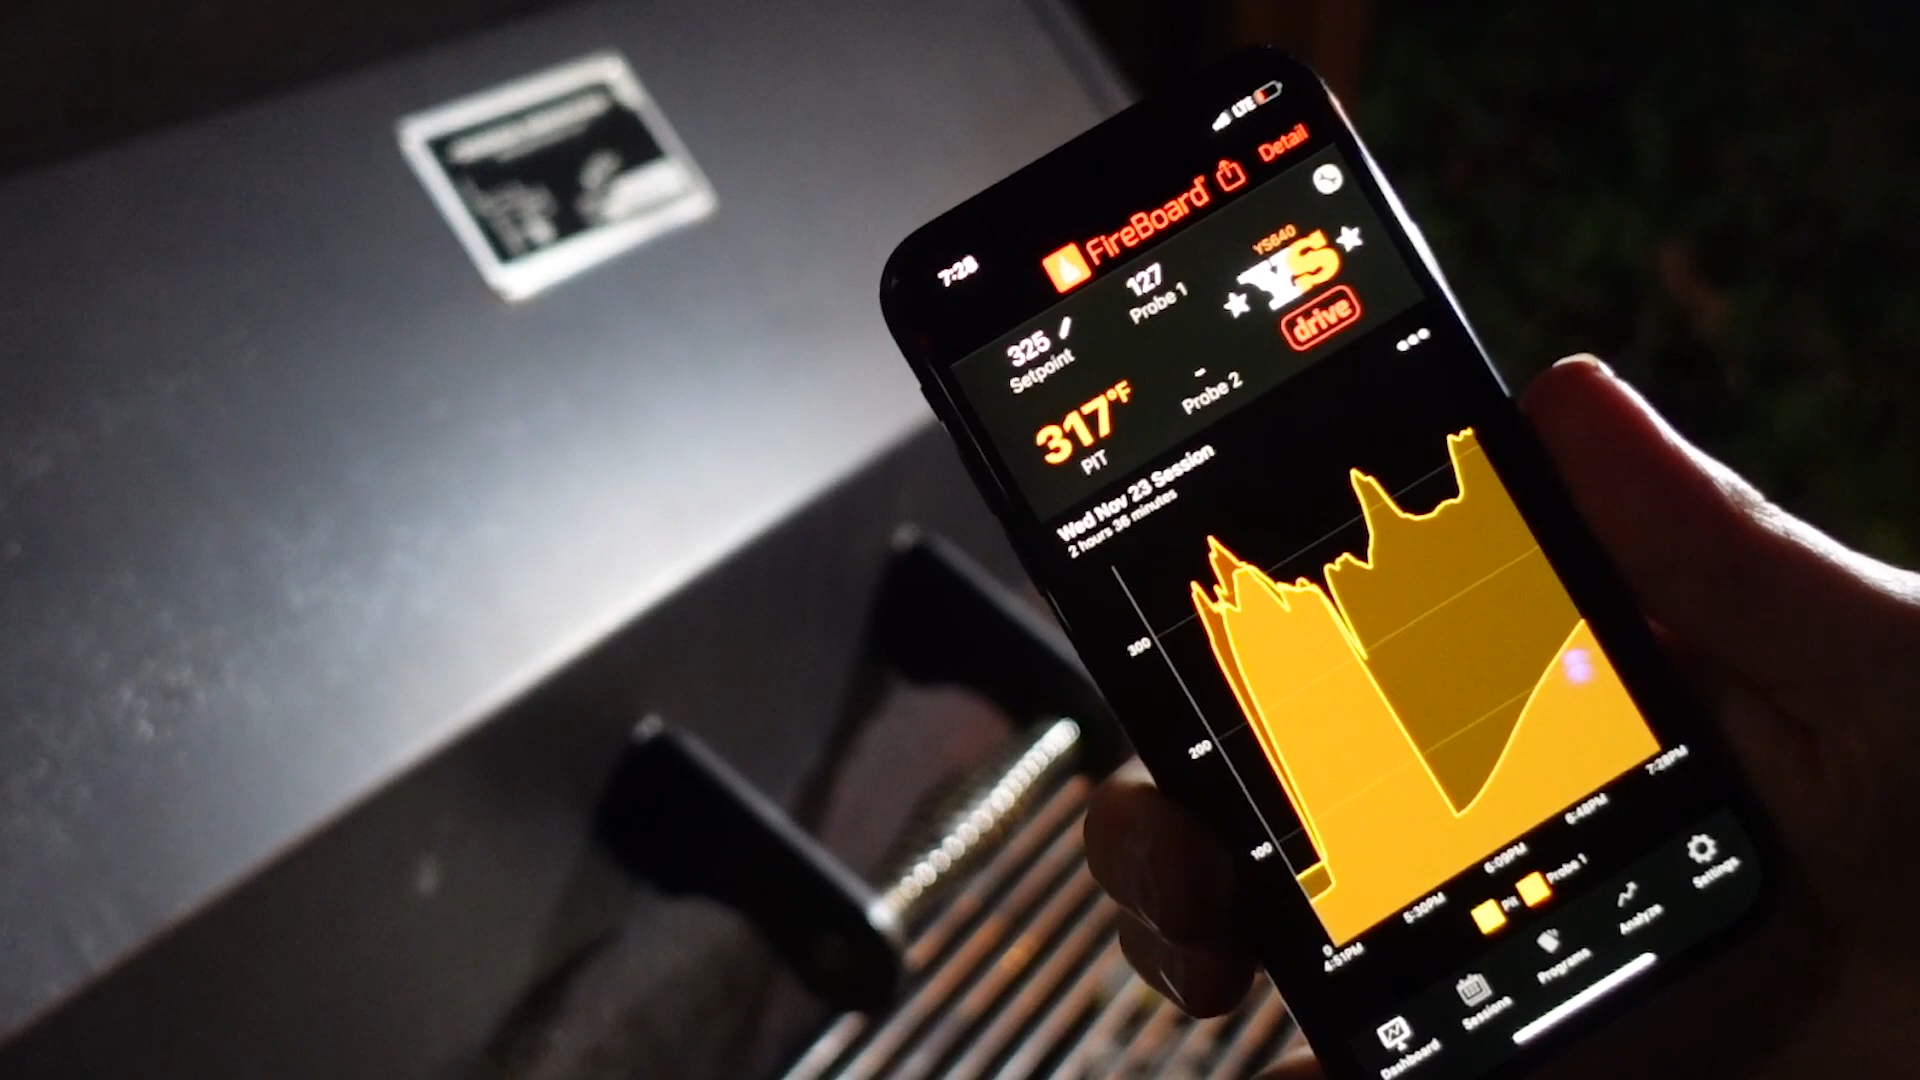 7:28
LTE
FireBoard
Detail
325
Setpoint
127
Probe 1
YS640
YS
drive
317°F
PIT
-
Probe 2
Wed Nov 23 Session
2 hours 36 minutes
300
200
100
0
4:51PM
5:30PM
6:09PM
6:48PM
7:28PM
Pit
Probe 1
Dashboard
Sessions
Programs
Analyze
Settings